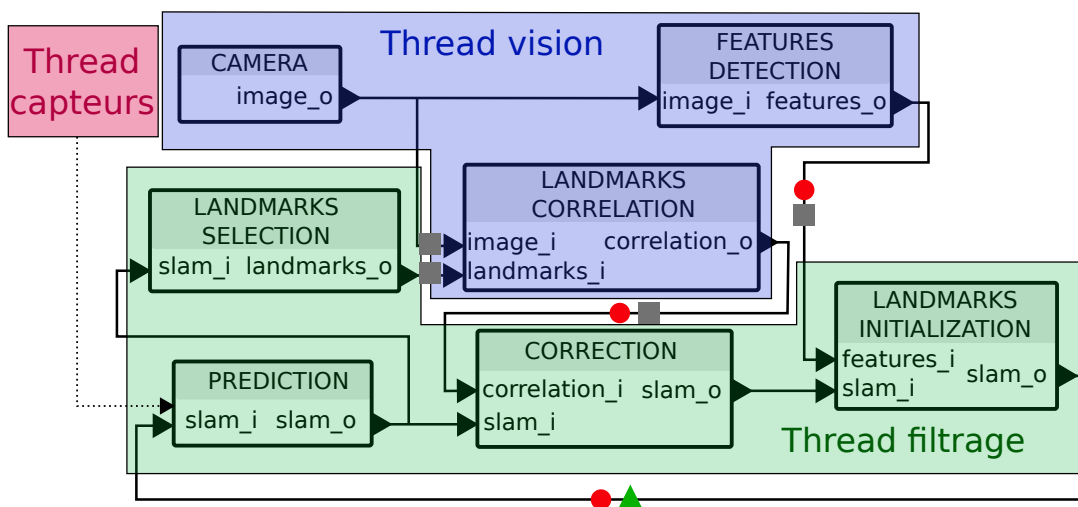 Thread
capteurs
Thread vision
CAMERA
image_o
FEATURES
DETECTION
image_i features_o
LANDMARKS
SELECTION
slam_i landmarks_o
LANDMARKS
CORRELATION
image_i correlation_o
landmarks_i
PREDICTION
slam_i slam_o
CORRECTION
correlation_i slam_o
slam_i
LANDMARKS
INITIALIZATION
features_i slam_o
slam_i
Thread filtrage